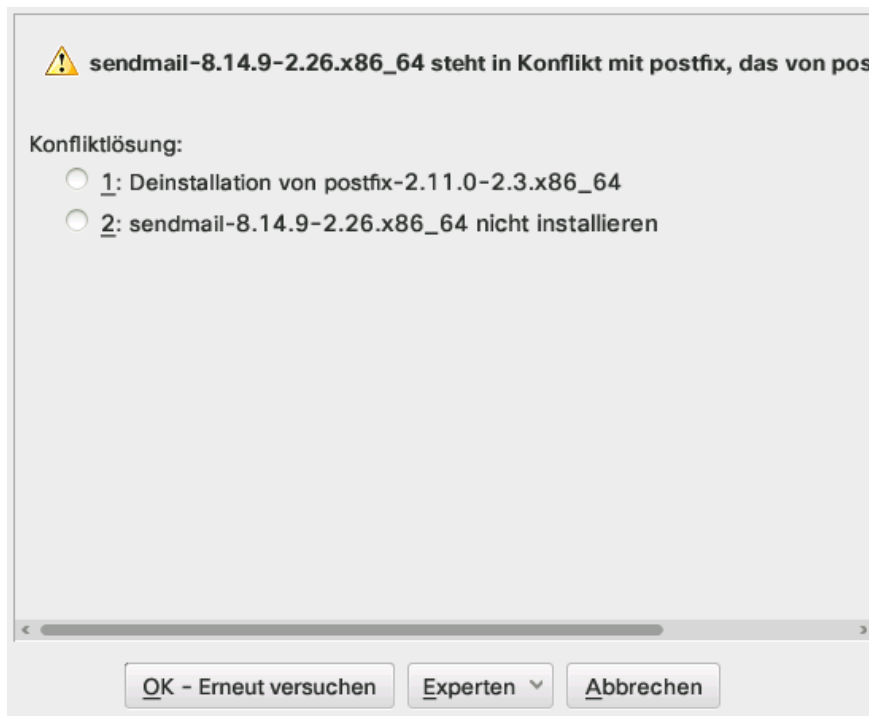 sendmail-8.14.9-2.26.x86_64 steht in Konflikt mit postfix, das von pos
Konfliktlösung:
1: Deinstallation von postfix-2.11.0-2.3.x86_64
2: sendmail-8.14.9-2.26.x86_64 nicht installieren
OK - Erneut versuchen Experten Abbrechen